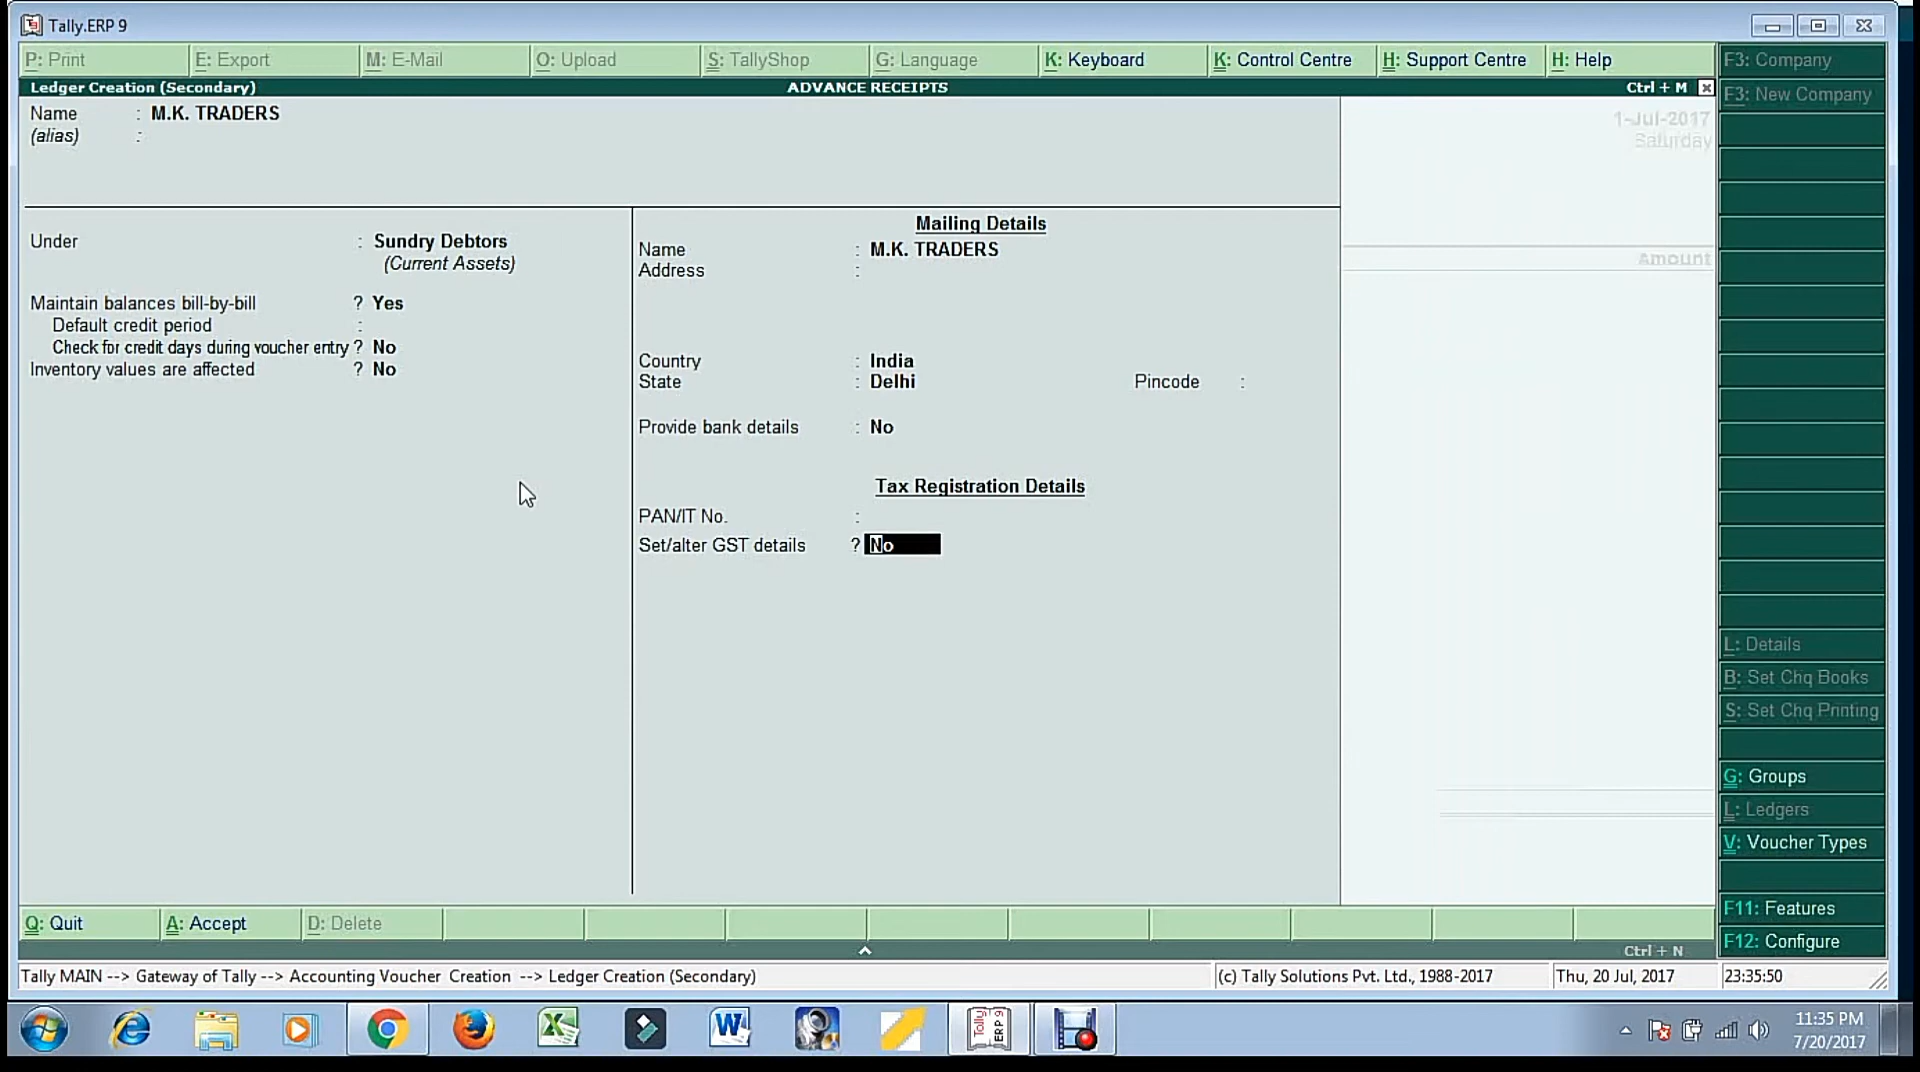 Tally.ERP 9
P: Print E: Export M: E-Mail O: Upload S: TallyShop G: Language K: Keyboard K: Control Centre H: Support Centre H: Help F3: Company
Ledger Creation (Secondary) ADVANCE RECEIPTS Ctrl + M
F3: New Company
Name : M.K. TRADERS
(alias) :
1-Jul-2017
Saturday
Under : Sundry Debtors
(Current Assets)
Maintain balances bill-by-bill ? Yes
Default credit period :
Check for credit days during voucher entry ? No
Inventory values are affected ? No
Mailing Details
Name : M.K. TRADERS
Address :
Country : India
State : Delhi Pincode :
Provide bank details : No
Tax Registration Details
PAN/IT No. :
Set/alter GST details ? No
Amount
L: Details
B: Set Chq Books
S: Set Chq Printing
G: Groups
L: Ledgers
V: Voucher Types
F11: Features
F12: Configure
Q: Quit A: Accept D: Delete
Ctrl + N
Tally MAIN --> Gateway of Tally --> Accounting Voucher Creation --> Ledger Creation (Secondary) (c) Tally Solutions Pvt. Ltd., 1988-2017 Thu, 20 Jul, 2017 23:35:50
Tally ERP 9
11:35 PM
7/20/2017